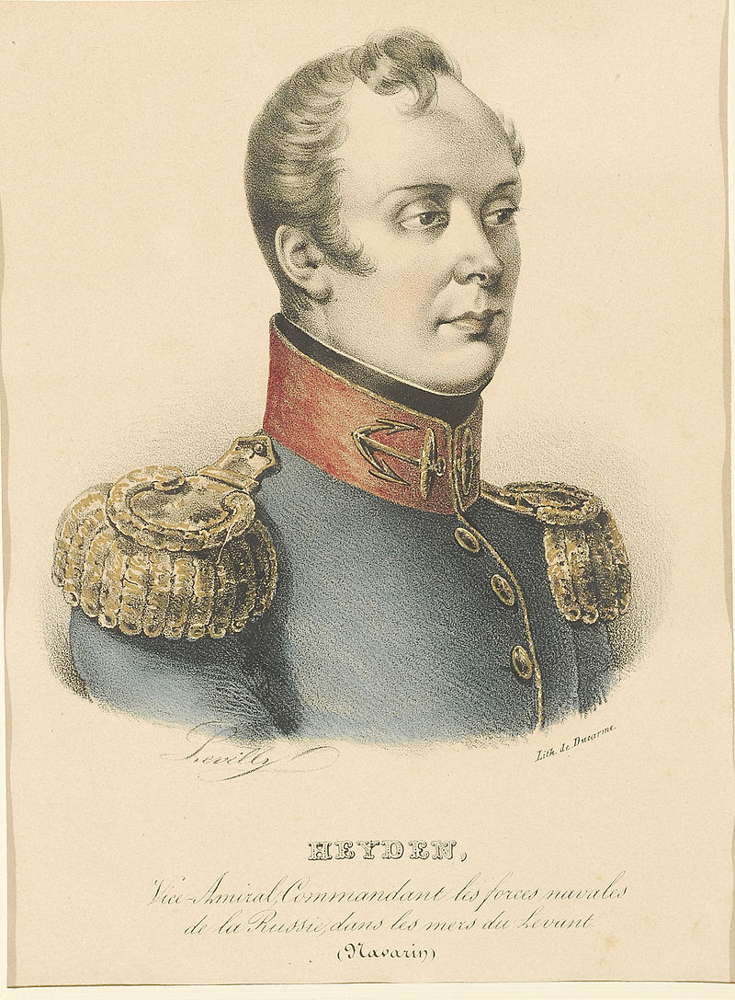 Levilly
Lith. de Ducarme.
HEYDEN,
Vice-Amiral, Commandant les forces navales
de la Russie, dans les mers du Levant.
(Navarin)